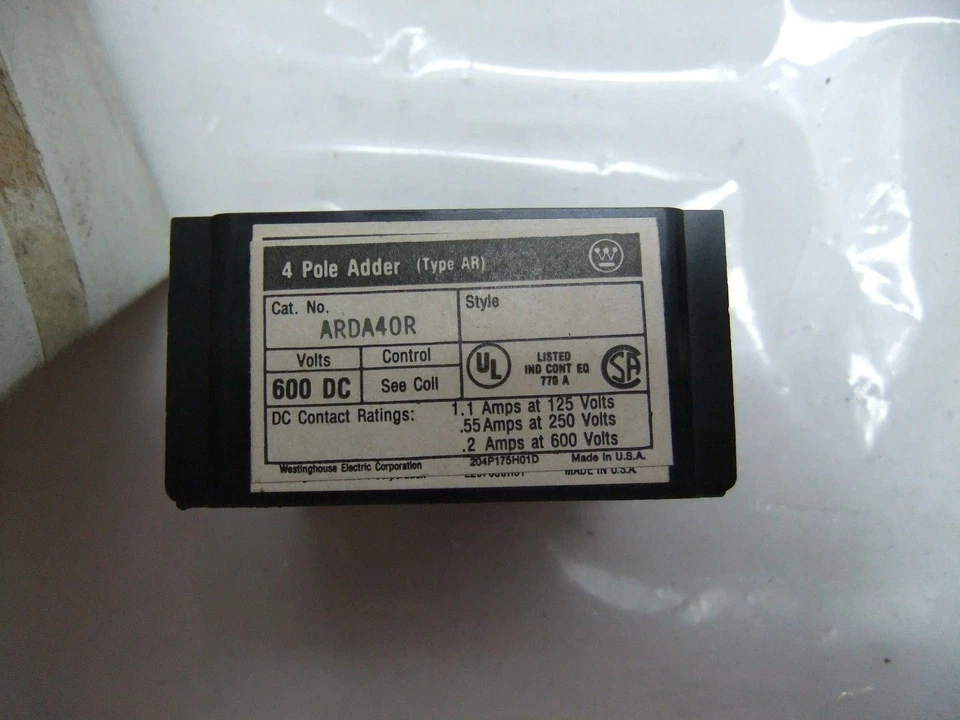 4 Pole Adder (Type AR)
Cat. No.
ARDA40R
Style
Volts
600 DC
Control
See Coil
UL
LISTED
IND CONT EQ
770 A
SA
DC Contact Ratings:
1.1 Amps at 125 Volts
.55 Amps at 250 Volts
.2 Amps at 600 Volts
Westinghouse Electric Corporation 204P175H01D Made In U.S.A.
MADE IN U.S.A.